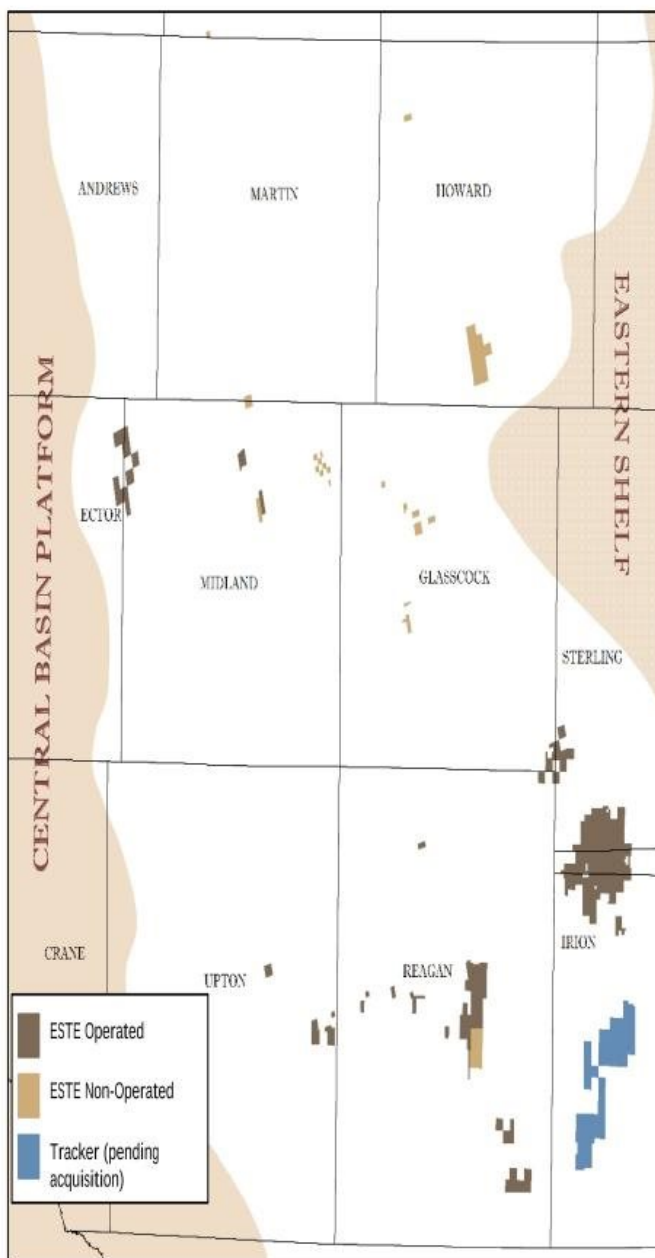 ANDREWS
MARTIN
HOWARD
EASTERN SHELF
CENTRAL BASIN PLATFORM
ECTOR
MIDLAND
GLASSCOCK
STERLING
CRANE
UPTON
REAGAN
IRION
ESTE Operated
ESTE Non-Operated
Tracker (pending
acquisition)